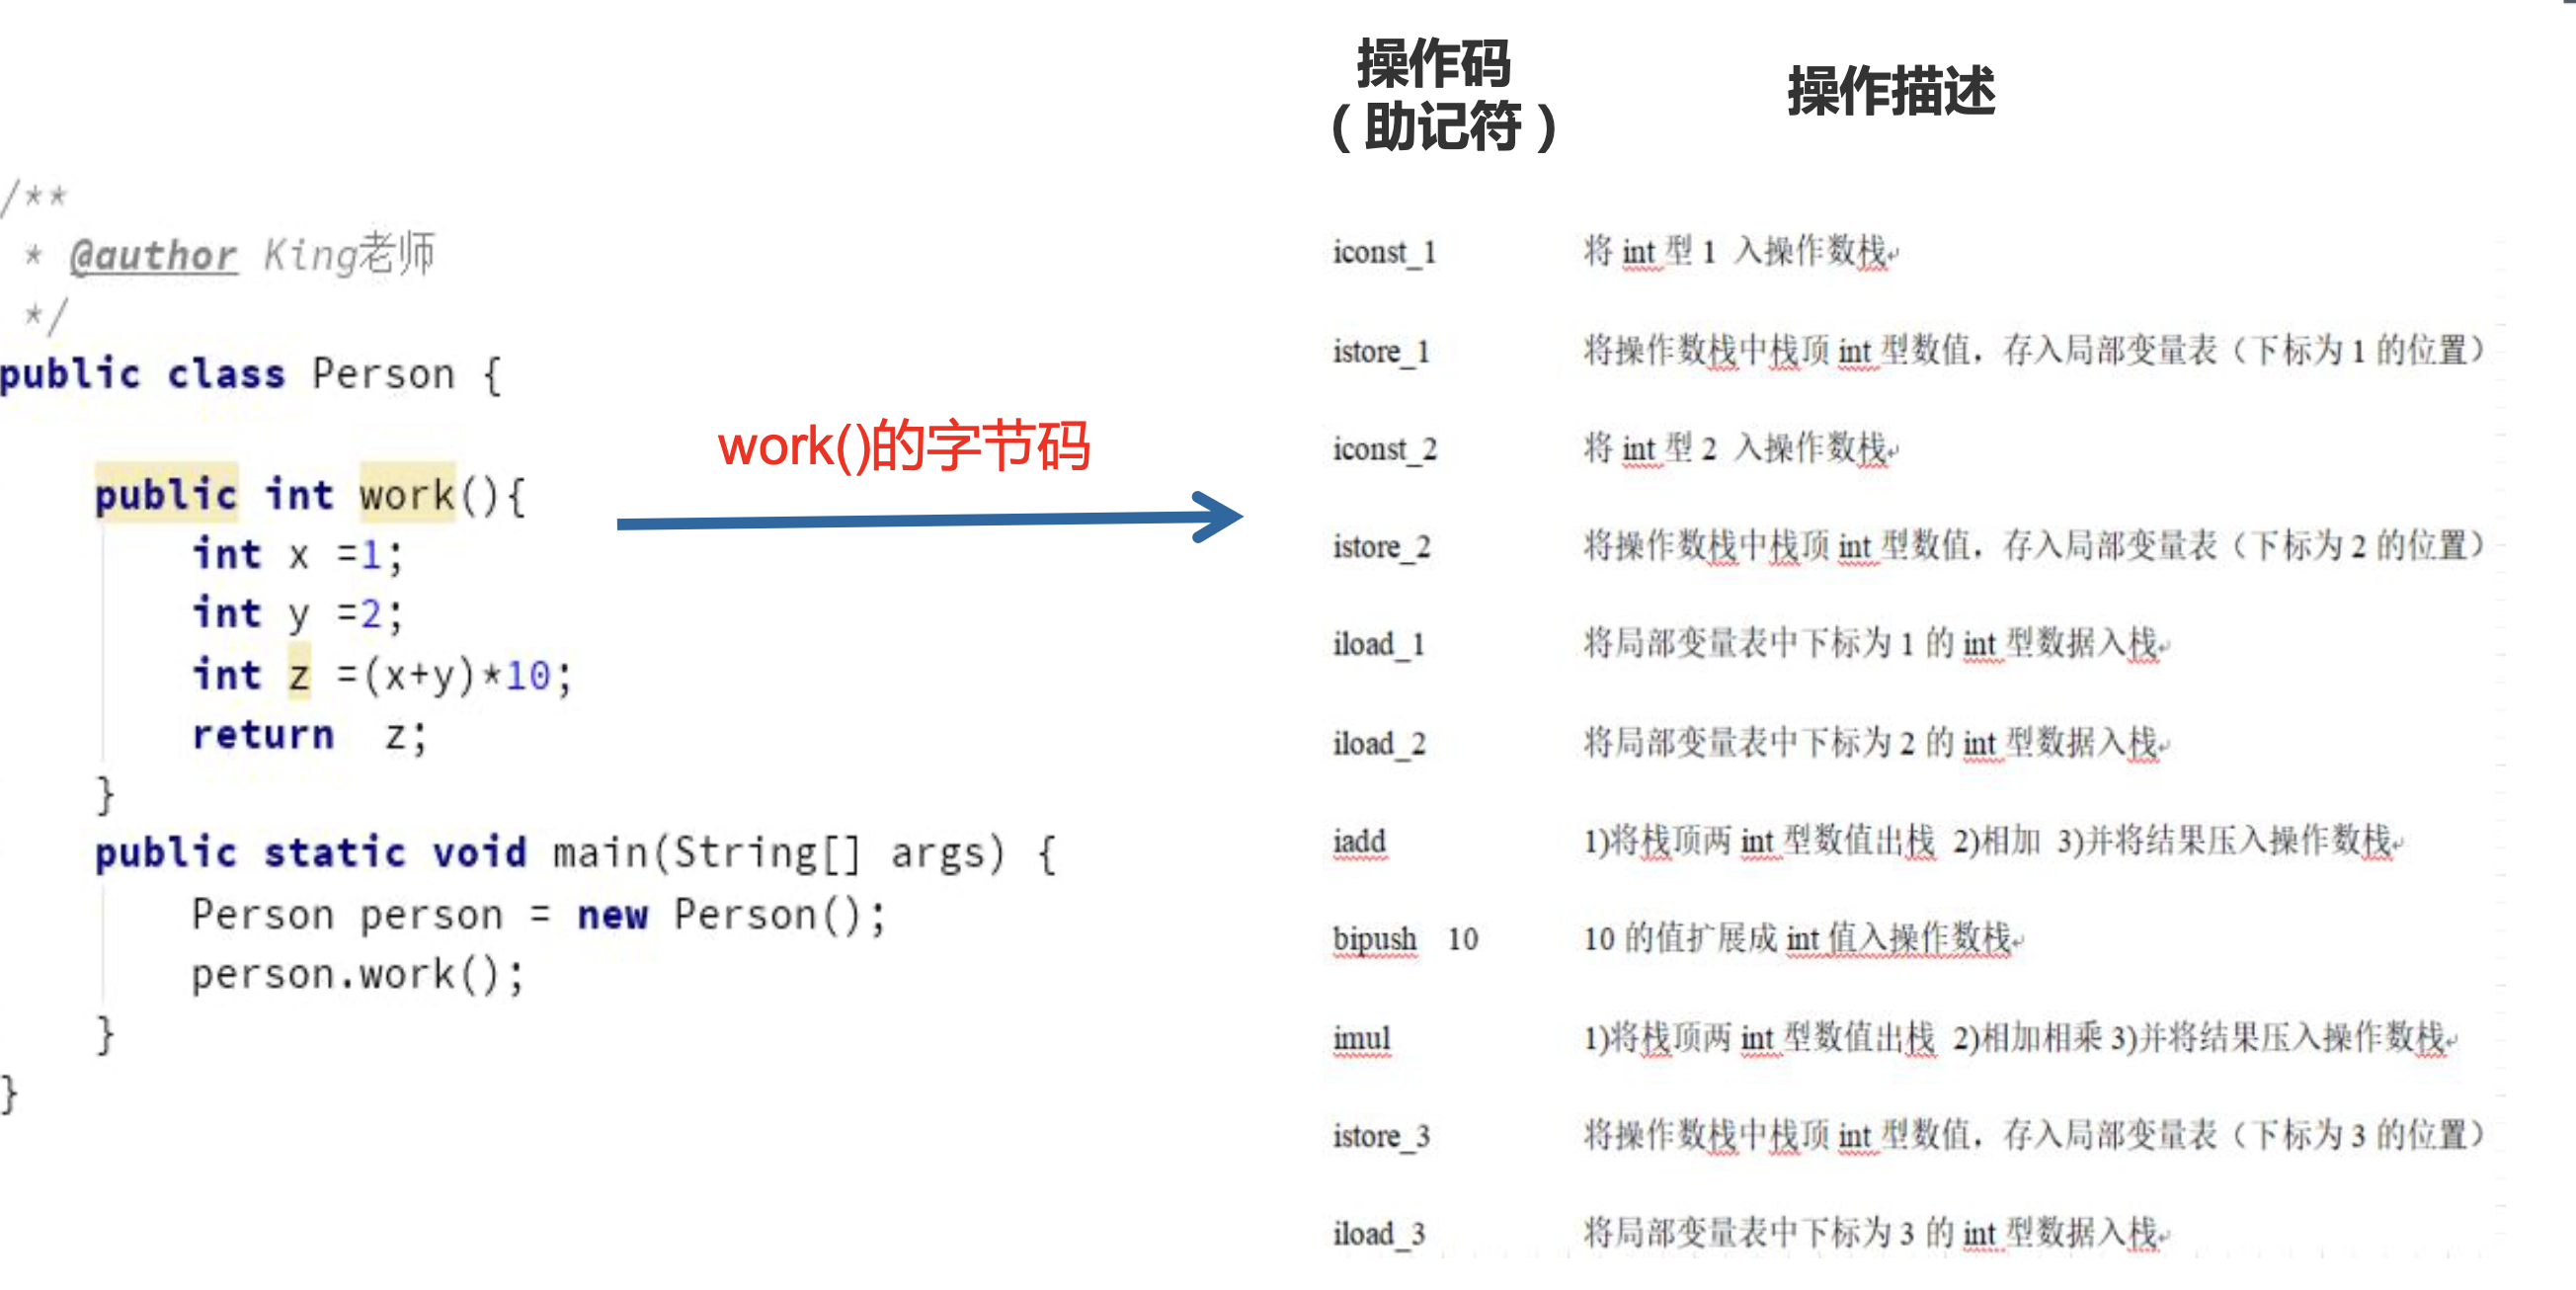 /**
* @author King老师
*/
public class Person {
public int work(){
int x =1;
int y =2;
int z =(x+y)*10;
return z;
}
public static void main(String[] args) {
Person person = new Person();
person.work();
}
}
work()的字节码
操作码
（助记符）
操作描述
iconst_1 将 int 型 1 入操作数栈
istore_1 将操作数栈中栈顶 int 型数值，存入局部变量表（下标为 1 的位置）
iconst_2 将 int 型 2 入操作数栈
istore_2 将操作数栈中栈顶 int 型数值，存入局部变量表（下标为 2 的位置）
iload_1 将局部变量表中下标为 1 的 int 型数据入栈
iload_2 将局部变量表中下标为 2 的 int 型数据入栈
iadd 1)将栈顶两 int 型数值出栈 2)相加 3)并将结果压入操作数栈
bipush 10 10 的值扩展成 int 值入操作数栈
imul 1)将栈顶两 int 型数值出栈 2)相加相乘 3)并将结果压入操作数栈
istore_3 将操作数栈中栈顶 int 型数值，存入局部变量表（下标为 3 的位置）
iload_3 将局部变量表中下标为 3 的 int 型数据入栈